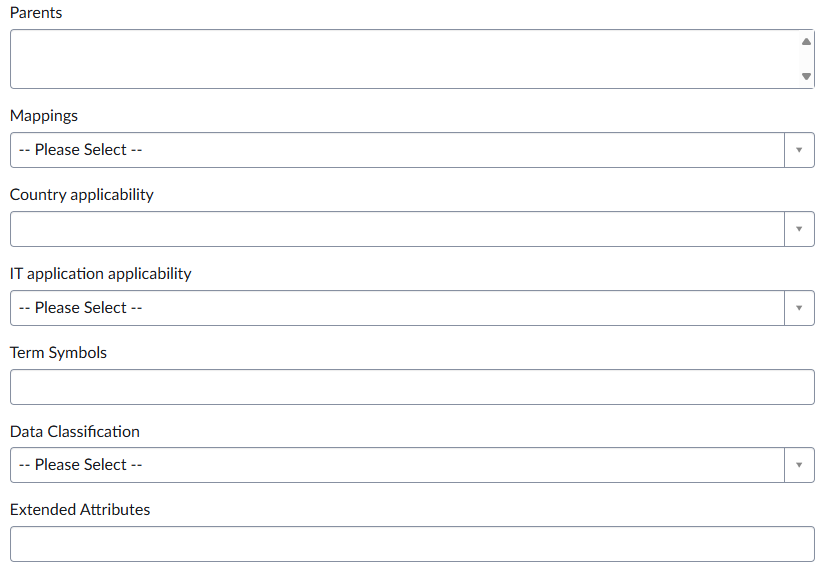 Parents
Mappings
-- Please Select --
Country applicability
IT application applicability
-- Please Select --
Term Symbols
Data Classification
-- Please Select --
Extended Attributes